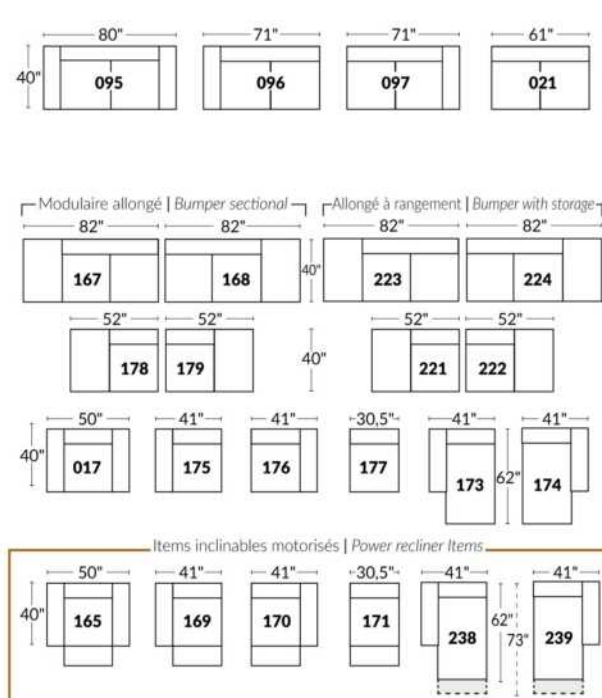 80" 71" 71" 61"
40"
095 096 097 021
Modulaire allongé | Bumper sectional Allongé à rangement | Bumper with storage
82" 82" 82" 82"
40"
167 168 223 224
52" 52" 52" 52"
40"
178 179 221 222
50" 41" 41" 30,5" 41" 41"
40" 62"
017 175 176 177 173 174
Items inclinables motorisés | Power recliner Items
50" 41" 41" 30,5" 41" 41"
40" 62" 73"
165 169 170 171 238 239